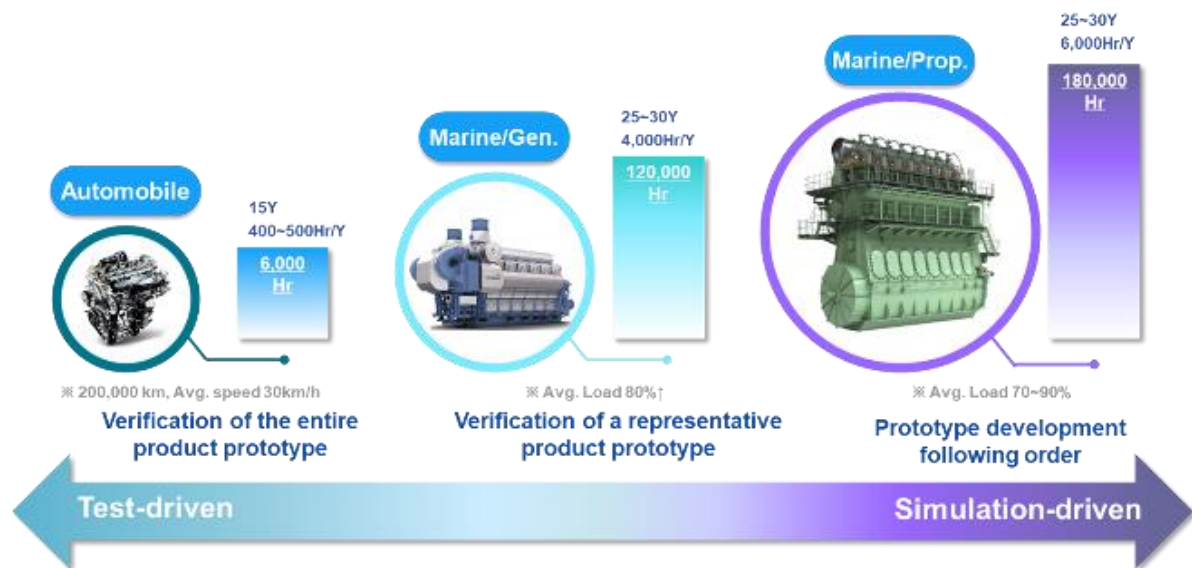 Automobile
15Y
400~500Hr/Y
6,000
Hr
※ 200,000 km, Avg. speed 30km/h
Verification of the entire
product prototype
Marine/Gen.
25~30Y
4,000Hr/Y
120,000
Hr
※ Avg. Load 80%↑
Verification of a representative
product prototype
Marine/Prop.
25~30Y
6,000Hr/Y
180,000
Hr
※ Avg. Load 70~90%
Prototype development
following order
Test-driven
Simulation-driven